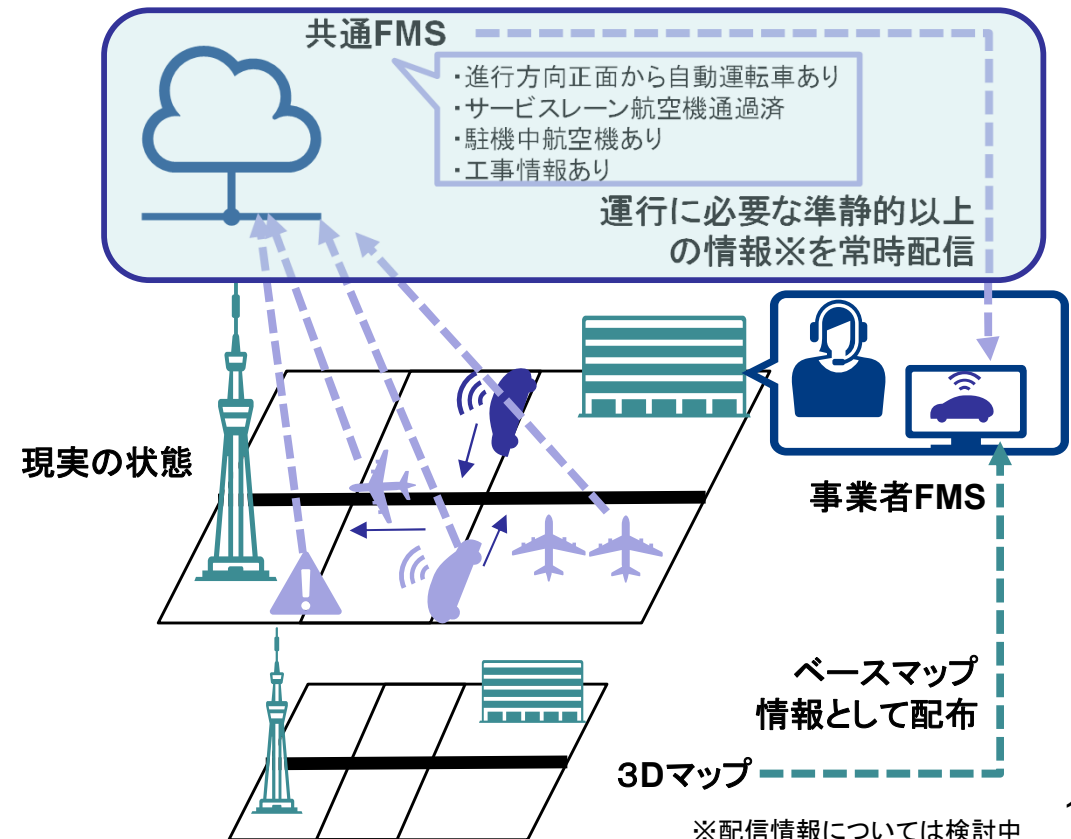 共通FMS
・進行方向正面から自動運転車あり
・サービスレーン航空機通過済
・駐機中航空機あり
・工事情報あり
運行に必要な準静的以上
の情報※を常時配信
現実の状態
事業者FMS
ベースマップ
情報として配布
3Dマップ
※配信情報については検討中